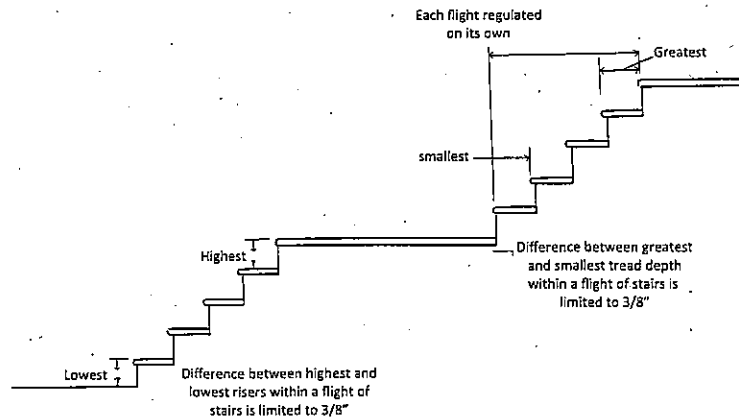 Each flight regulated
on its own
Greatest
smallest
Highest
Difference between greatest
and smallest tread depth
within a flight of stairs is
limited to 3/8"
Lowest
Difference between highest and
lowest risers within a flight of
stairs is limited to 3/8"